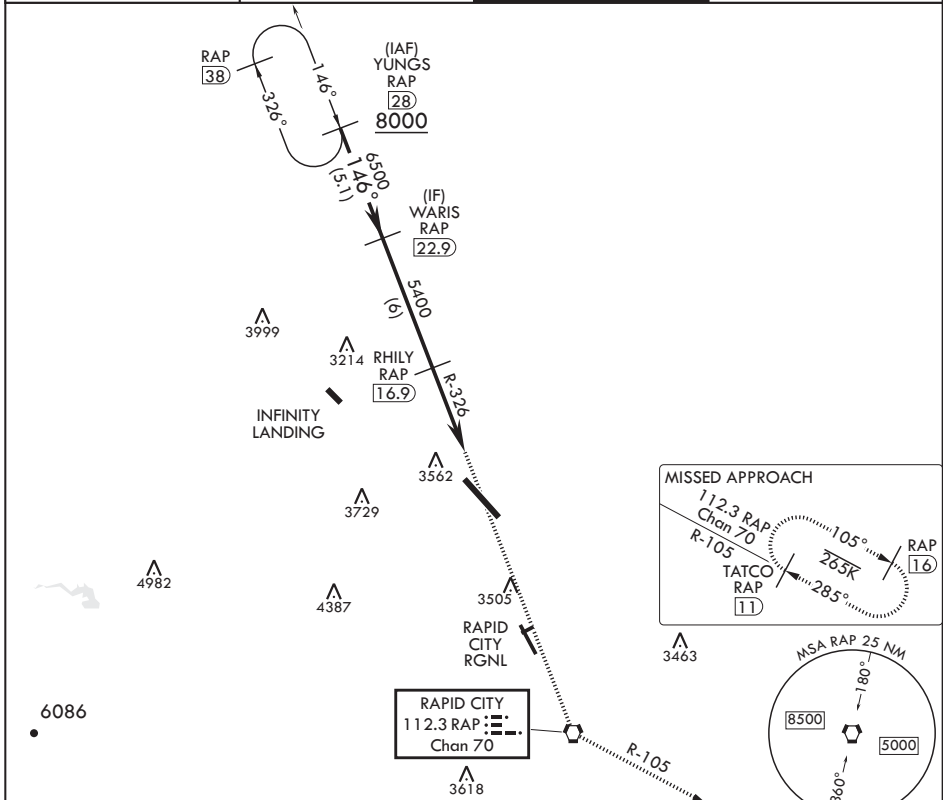 RAP
38
326°
146°
(IAF)
YUNGS
RAP
28
8000
6500
146°
(5.1)
(IF)
WARIS
RAP
22.9
5400
(6)
3999
3214
RHILY
RAP
16.9
R-326
INFINITY
LANDING
3562
3729
4982
4387
3505
RAPID
CITY
RGNL
MISSED APPROACH
112.3 RAP
Chan 70
R-105
105°
265K
285°
TATCO
RAP
11
RAP
16
3463
6086
RAPID CITY
112.3 RAP
Chan 70
R-105
3618
MSA RAP 25 NM
180°
8500
5000
360°